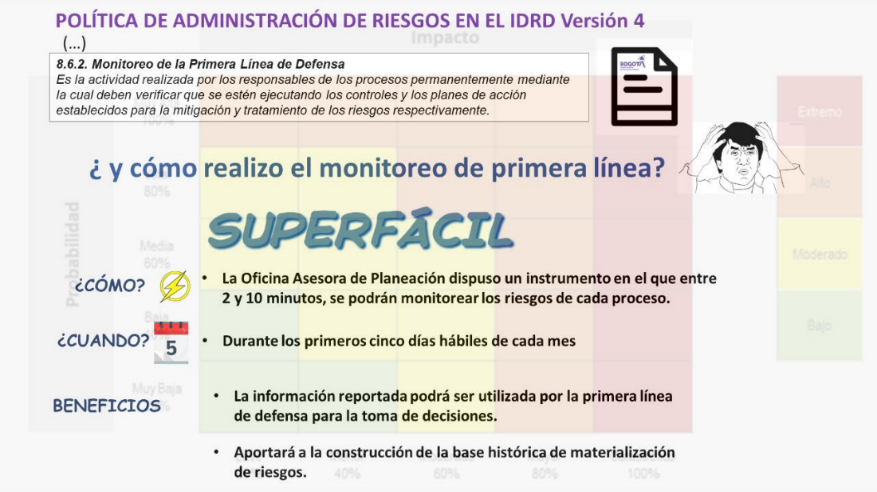 POLÍTICA DE ADMINISTRACIÓN DE RIESGOS EN EL IDRD Versión 4
(...)
Impacto
8.6.2. Monitoreo de la Primera Línea de Defensa
Es la actividad realizada por los responsables de los procesos permanentemente mediante
la cual deben verificar que se estén ejecutando los controles y los planes de acción
establecidos para la mitigación y tratamiento de los riesgos respectivamente.
BOGOTÁ
100%
Extremo
¿ y cómo realizo el monitoreo de primera línea?
80%
Alto
SUPERFÁCIL
Probabilidad
Media
60%
Moderado
¿CÓMO?
• La Oficina Asesora de Planeación dispuso un instrumento en el que entre
2 y 10 minutos, se podrán monitorear los riesgos de cada proceso.
Baja
Bajo
¿CUANDO?
5
• Durante los primeros cinco días hábiles de cada mes
Muy Baja
BENEFICIOS
%
• La información reportada podrá ser utilizada por la primera línea
de defensa para la toma de decisiones.
• Aportará a la construcción de la base histórica de materialización
de riesgos.
40%
60%
80%
100%